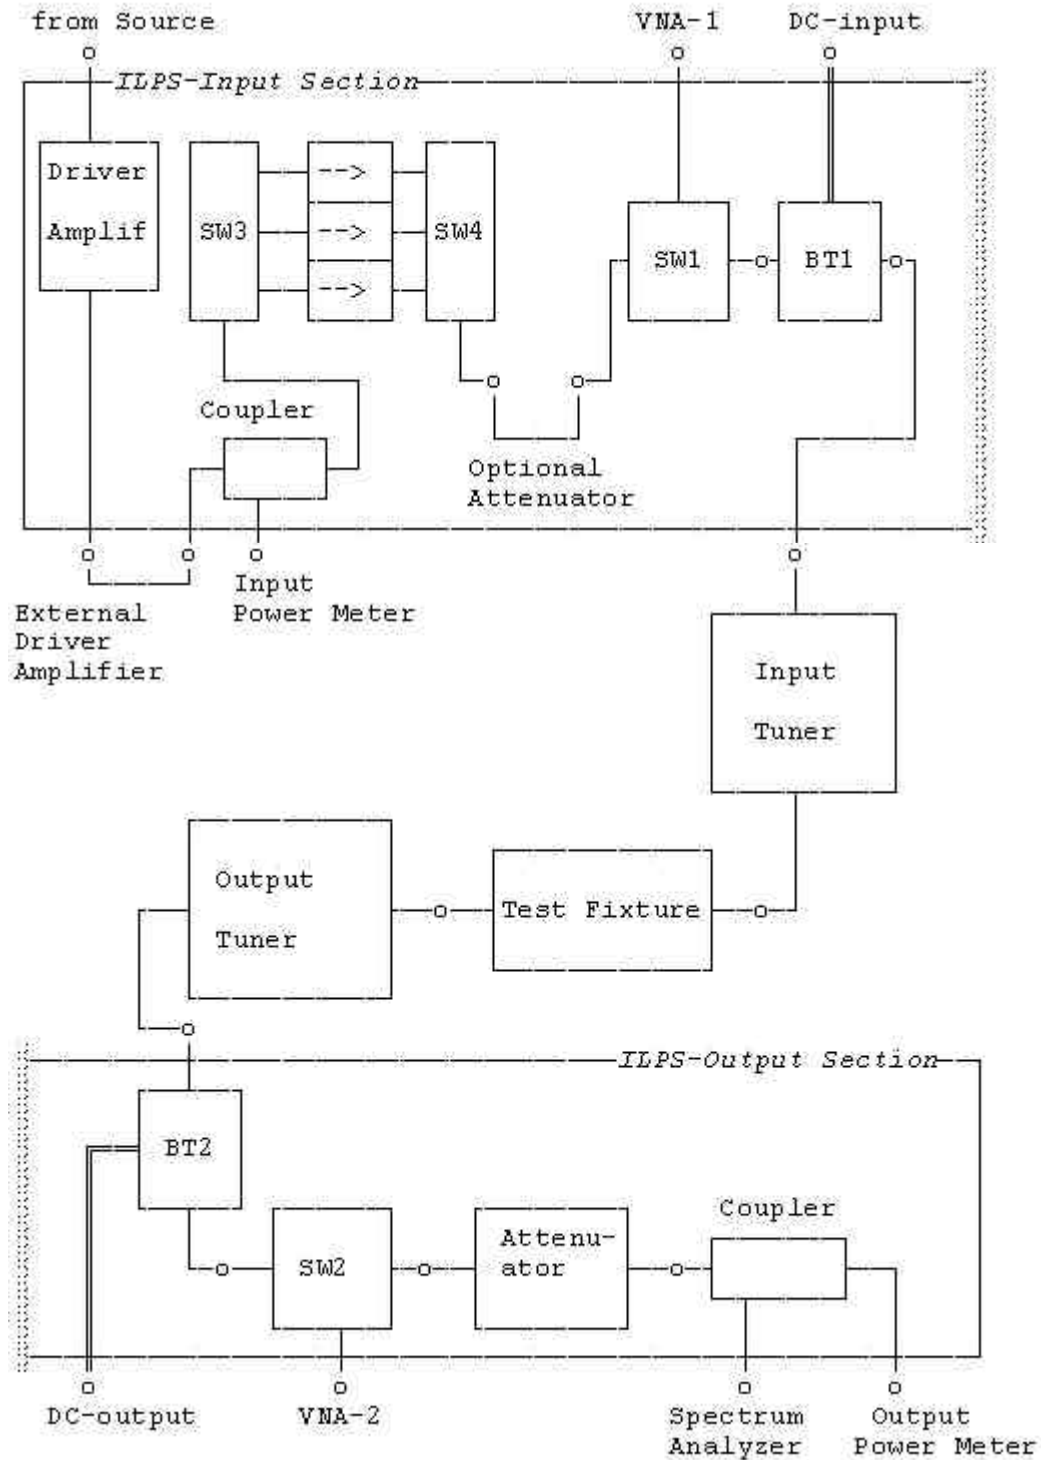 from Source
VNA-1
DC-input
ILPS-Input Section
Driver
Amplif
SW3
-->
-->
-->
SW4
SW1
BT1
Coupler
Optional
Attenuator
External
Driver
Amplifier
Input
Power Meter
Input
Tuner
Output
Tuner
Test Fixture
ILPS-Output Section
BT2
SW2
Attenu-
ator
Coupler
DC-output
VNA-2
Spectrum
Analyzer
Output
Power Meter